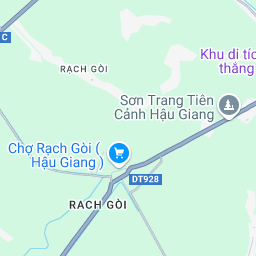 C
Khu di tíc
thắng
RẠCH GÒI
Sơn Trang Tiên
Cảnh Hậu Giang
Chợ Rạch Gòi (
Hậu Giang )
ĐT928
RẠCH GÒI